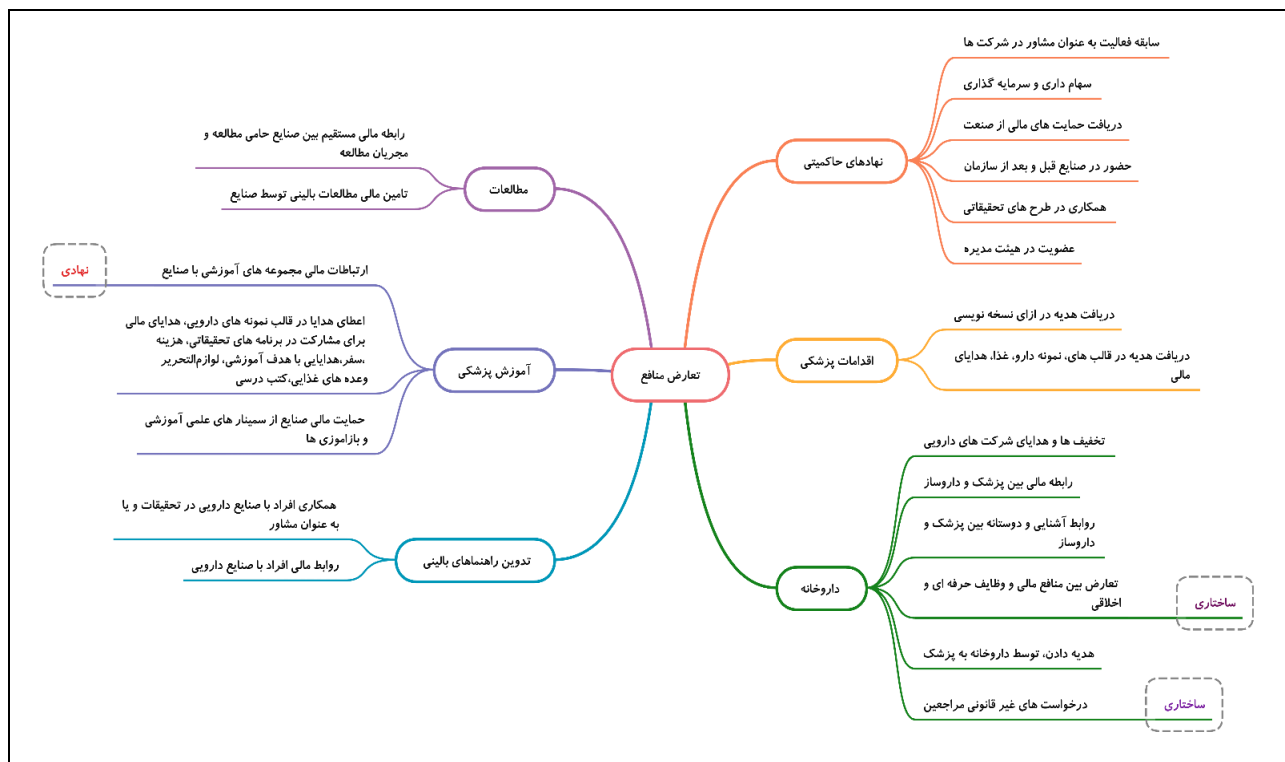 تعارض منافع
نهادهای حاکمیتی
سابقه فعالیت به عنوان مشاور در شرکت ها
سهام داری و سرمایه گذاری
دریافت حمایت های مالی از صنعت
حضور در صنایع قبل و بعد از سازمان
همکاری در طرح های تحقیقاتی
عضویت در هیئت مدیره
اقدامات پزشکی
دریافت هدیه در ازای نسخه نویسی
دریافت هدیه در قالب های، نمونه دارو، غذا، هدایای
مالی
داروخانه
تخفیف ها و هدایای شرکت های دارویی
رابطه مالی بین پزشک و داروساز
روابط آشنایی و دوستانه بین پزشک و
داروساز
تعارض بین منافع مالی و وظایف حرفه ای و
اخلاقی
ساختاری
هدیه دادن، توسط داروخانه به پزشک
درخواست های غیر قانونی مراجعین
ساختاری
مطالعات
رابطه مالی مستقیم بین صنایع حامی مطالعه و
مجریان مطالعه
تامین مالی مطالعات بالینی توسط صنایع
آموزش پزشکی
ارتباطات مالی مجموعه های آموزشی با صنایع
نهادی
اعطای هدایا در قالب نمونه های دارویی، هدایای مالی
برای مشارکت در برنامه های تحقیقاتی، هزینه
،سفر،هدایایی با هدف آموزشی، لوازم‌التحریر
وعده های غذایی،کتب درسی
حمایت مالی صنایع از سمینار های علمی آموزشی
و بازاموزی ها
تدوین راهنماهای بالینی
همکاری افراد با صنایع دارویی در تحقیقات و یا
به عنوان مشاور
روابط مالی افراد با صنایع دارویی